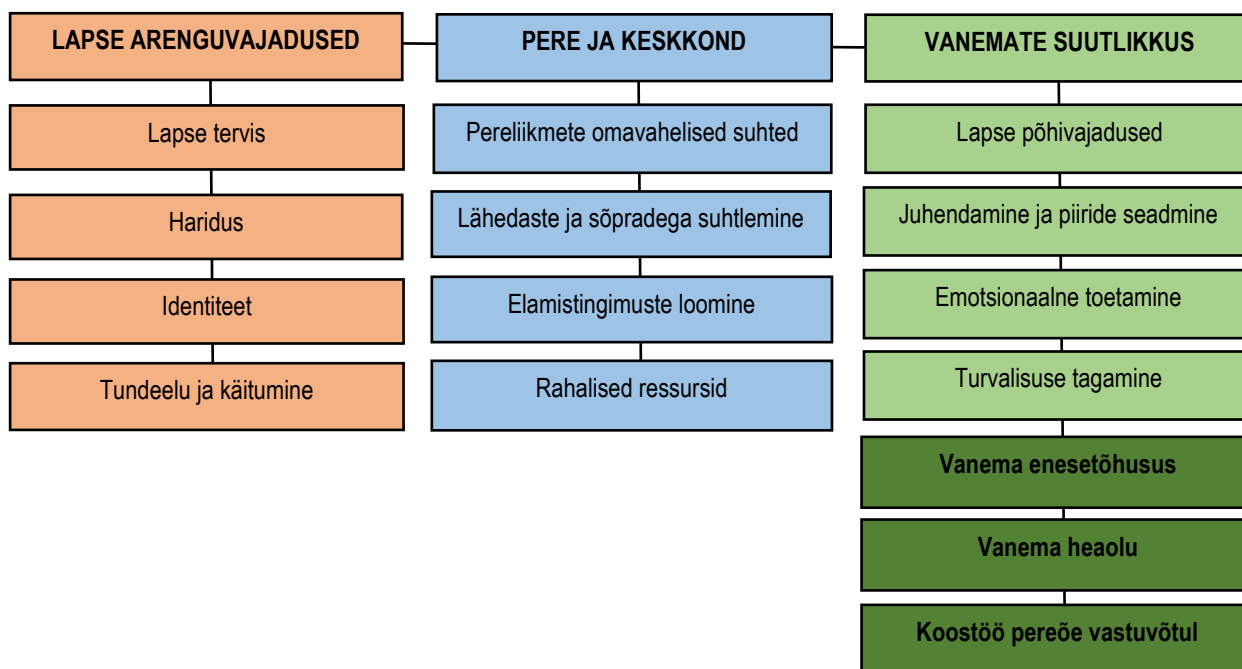 LAPSE ARENGUVAJADUSED
Lapse tervis
Haridus
Identiteet
Tundeelu ja käitumine
PERE JA KESKKOND
Pereliikmete omavahelised suhted
Lähedaste ja sõpradega suhtlemine
Elamistingimuste loomine
Rahalised ressursid
VANEMATE SUUTLIKKUS
Lapse põhivajadused
Juhendamine ja piiride seadmine
Emotsionaalne toetamine
Turvalisuse tagamine
Vanema enesetõhusus
Vanema heaolu
Koostöö pereõe vastuvõtul